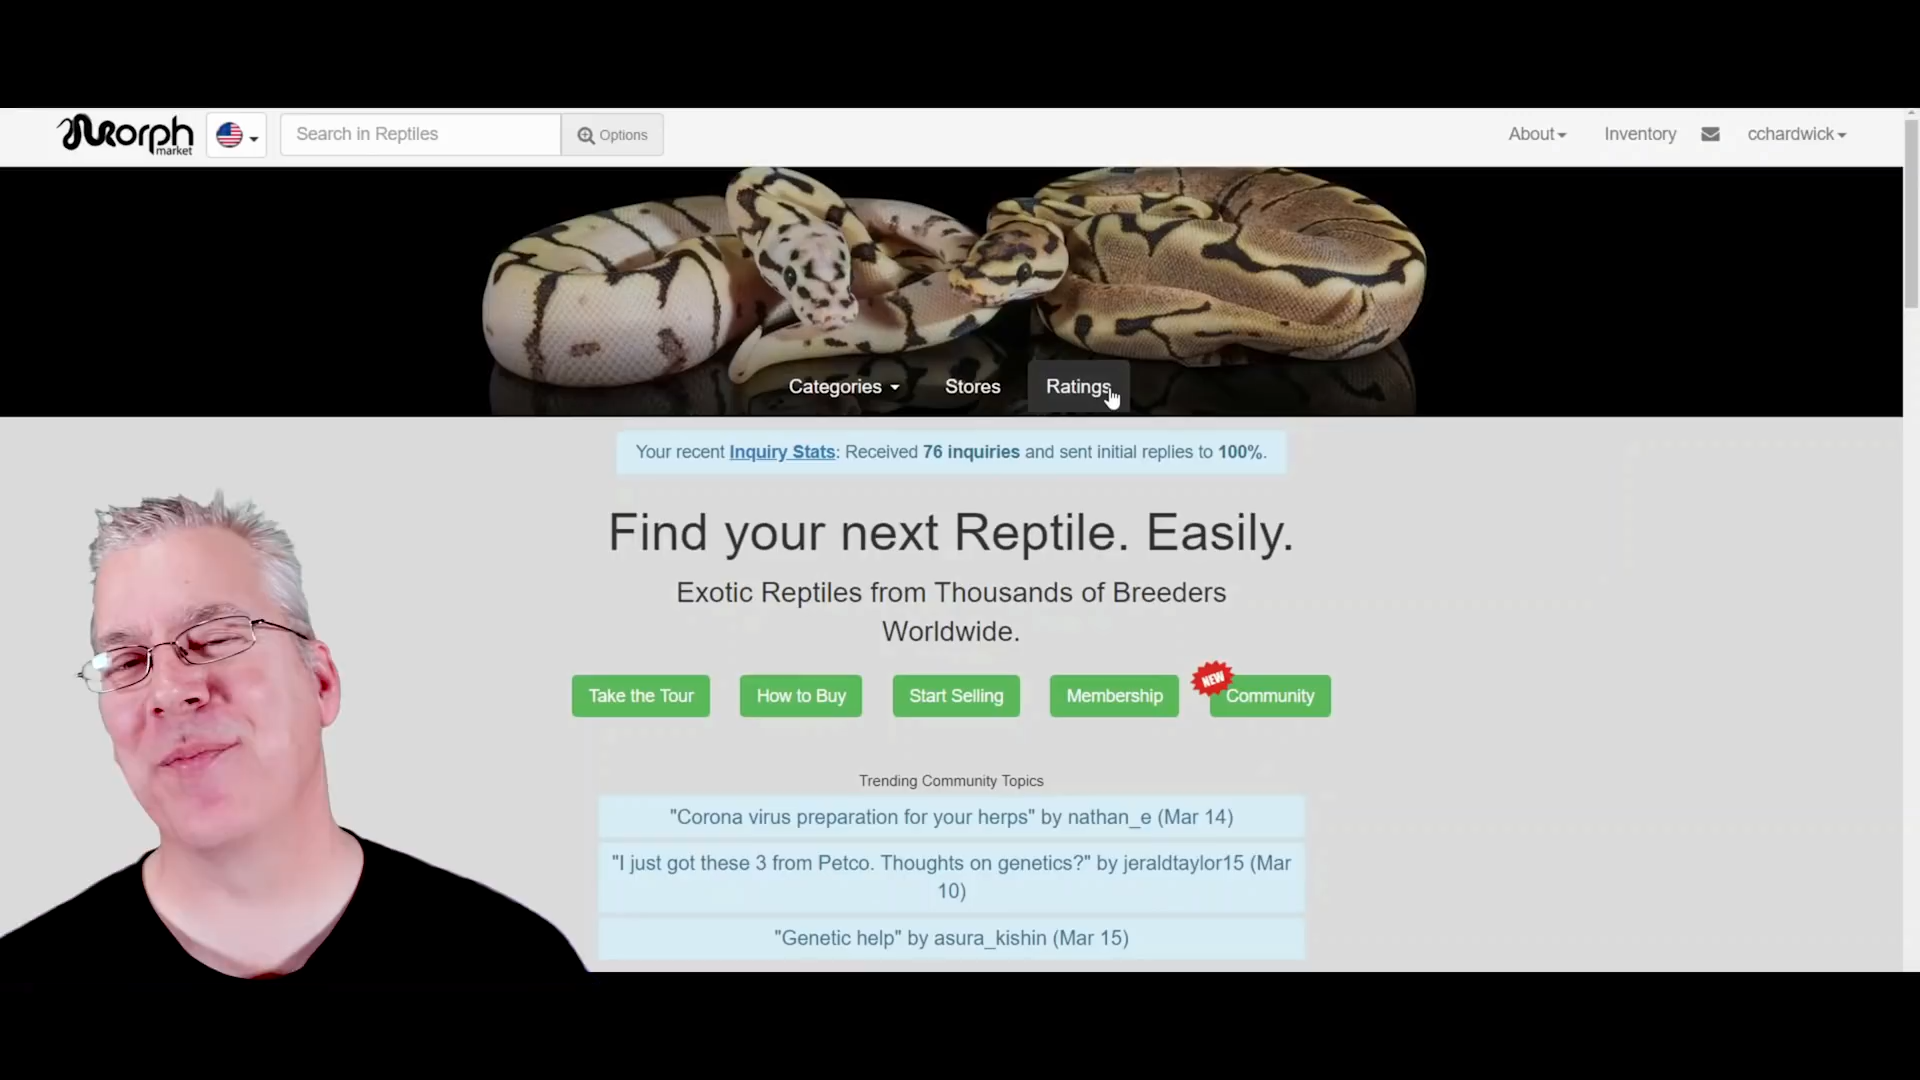 Morph
market
Search in Reptiles
Options
About
Inventory
cchardwick
Categories
Stores
Ratings
Your recent Inquiry Stats: Received 76 inquiries and sent initial replies to 100%.
Find your next Reptile. Easily.
Exotic Reptiles from Thousands of Breeders
Worldwide.
Take the Tour
How to Buy
Start Selling
Membership
NEW
Community
Trending Community Topics
"Corona virus preparation for your herps" by nathan_e (Mar 14)
"I just got these 3 from Petco. Thoughts on genetics?" by jeraldtaylor15 (Mar
10)
"Genetic help" by asura_kishin (Mar 15)